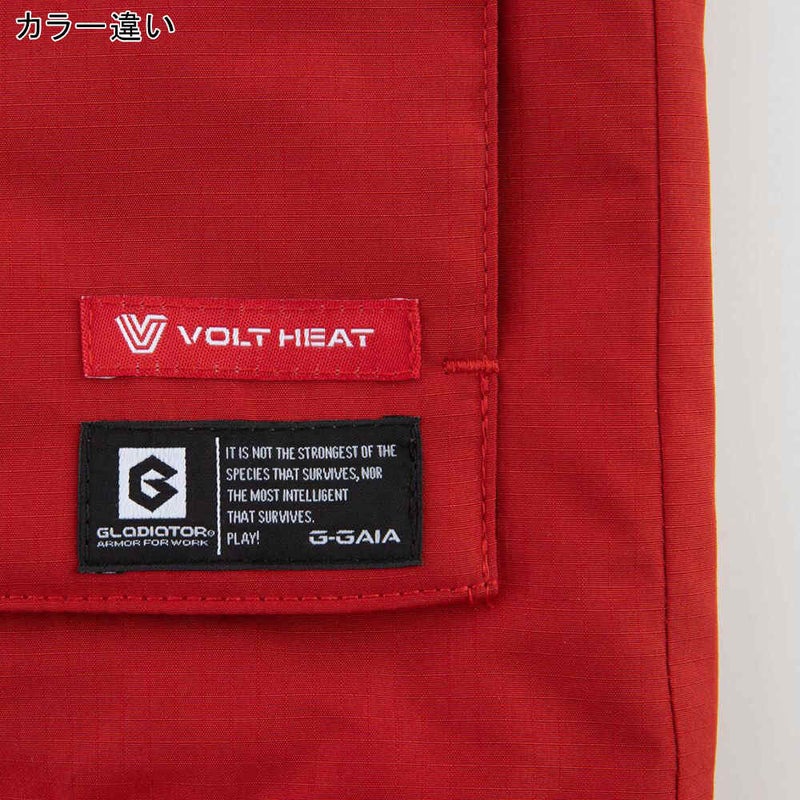 カラー違い
VOLT HEAT
IT IS NOT THE STRONGEST OF THE
SPECIES THAT SURVIVES, NOR
THE MOST INTELLIGENT
THAT SURVIVES.
PLAY!
G-GAIA
GLADIATOR®
ARMOR FOR WORK